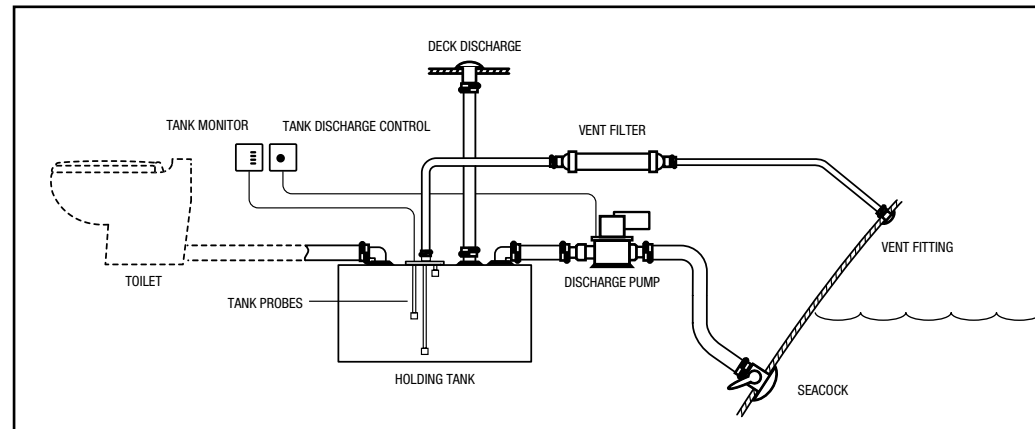 DECK DISCHARGE
TANK MONITOR
TANK DISCHARGE CONTROL
VENT FILTER
VENT FITTING
TOILET
TANK PROBES
DISCHARGE PUMP
HOLDING TANK
SEACOCK